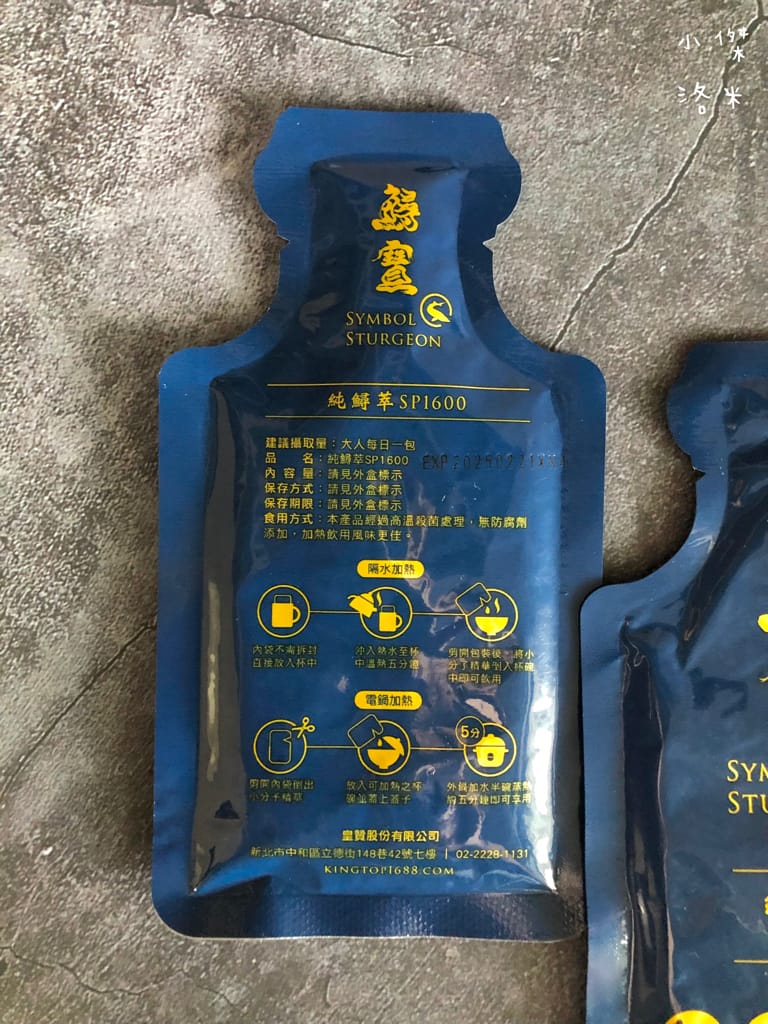 小傑
洛米
鱘寶
SYMBOL
STURGEON
純鱘萃SP1600
建議攝取量：大人每日一包
品　　名：純鱘萃SP1600
EXP 20250221
內 容 量：請見外盒標示
保存方式：請見外盒標示
保存期限：請見外盒標示
食用方式：本產品經過高溫殺菌處理，無防腐劑
添加，加熱飲用風味更佳。
隔水加熱
內袋不需拆封
直接放入杯中
沖入熱水至杯
中溫熱五分鐘
剪開包裝後，將小
分子精華倒入杯碗
中即可飲用
電鍋加熱
5分
剪開內袋倒出
小分子精萃
放入可加熱之杯
碗並蓋上蓋子
外鍋加水半碗蒸熱
約五分鐘即可享用
皇贊股份有限公司
新北市中和區立德街148巷42號七樓 | 02-2228-1131
KINGTOP1688.COM
SYM
STU